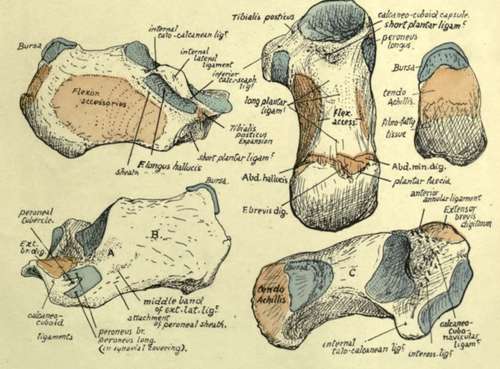 Bursa
internal
talo-calcanean ligt
internal
lateral
ligament
inferior
calc-scaph.
ligt
Flexor
accessorius
Tibialis
posticus
expansion
short plantar ligamt
F. longus hallucis
sheath
Tibialis posticus
calcaneo-cuboid capsule.
short plantar ligamt
peroneus
longus.
long plantar
ligamt
Flex.
access.
Abd. hallucis
Abd. min. dig.
plantar fascia
F. brevis dig.
Bursa
tendo
Achillis.
fibro-fatty
tissue
peroneal
tubercle.
Ext.
br. dig.
Bursa
A
B
calcaneo-
cuboid
ligaments
middle band
of ext. lat. ligt
attachment
of peroneal sheath.
peroneus br.
peroneus long.
(in synovial covering).
anterior
annular ligament
Extensor
brevis
digitorum
tendo
Achillis
Bursa
C
internal
talo-calcanean ligt
inteross. ligt
calcaneo-
cubo-
navicular
ligamt